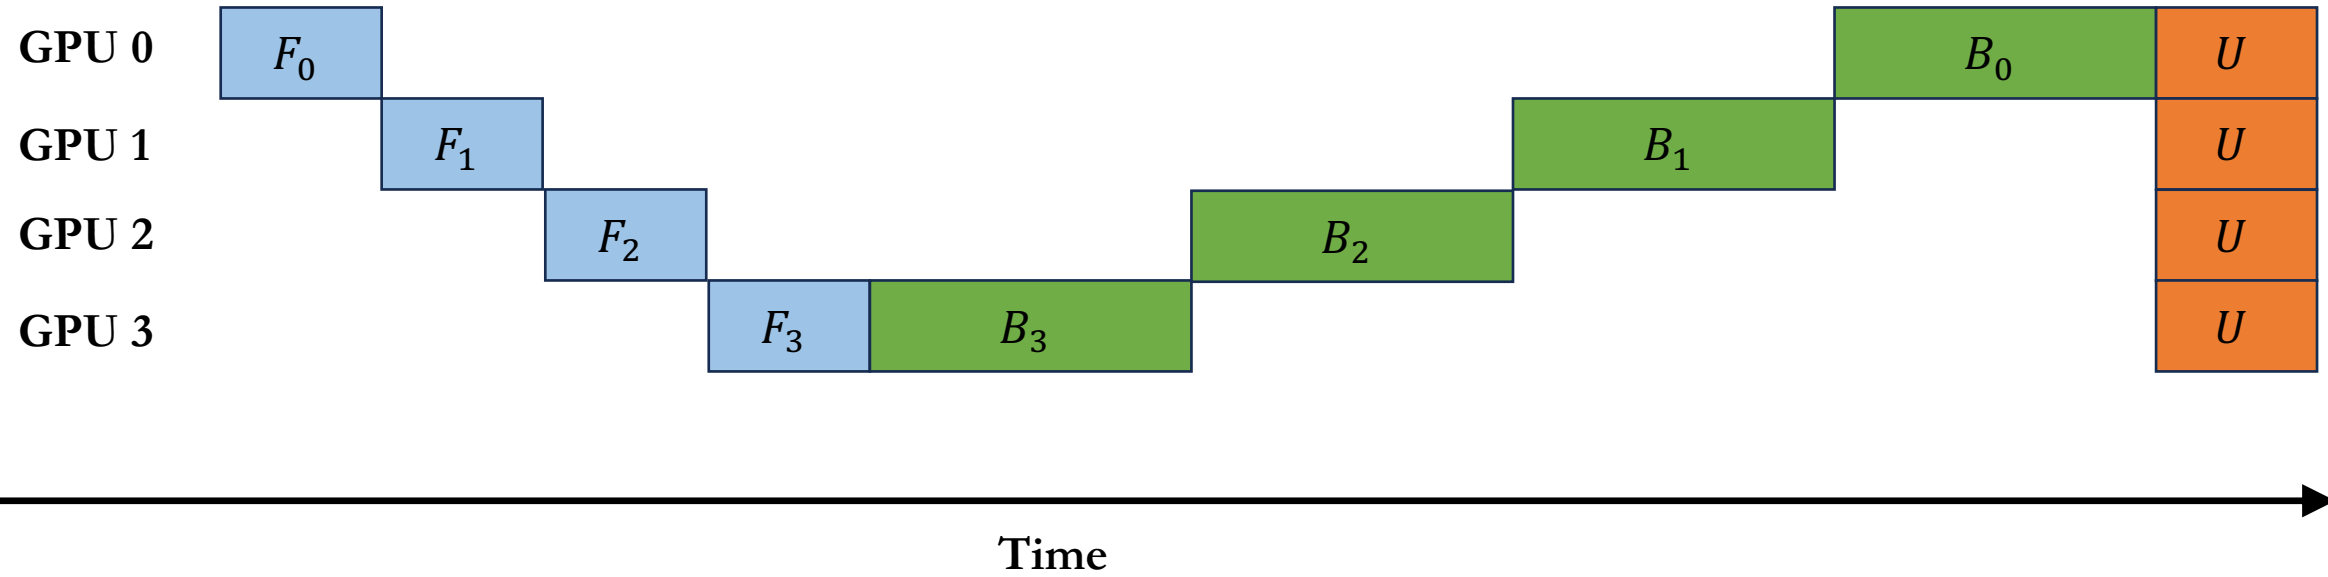 GPU 0 F₀ B₀ U
GPU 1 F₁ B₁ U
GPU 2 F₂ B₂ U
GPU 3 F₃ B₃ U
Time